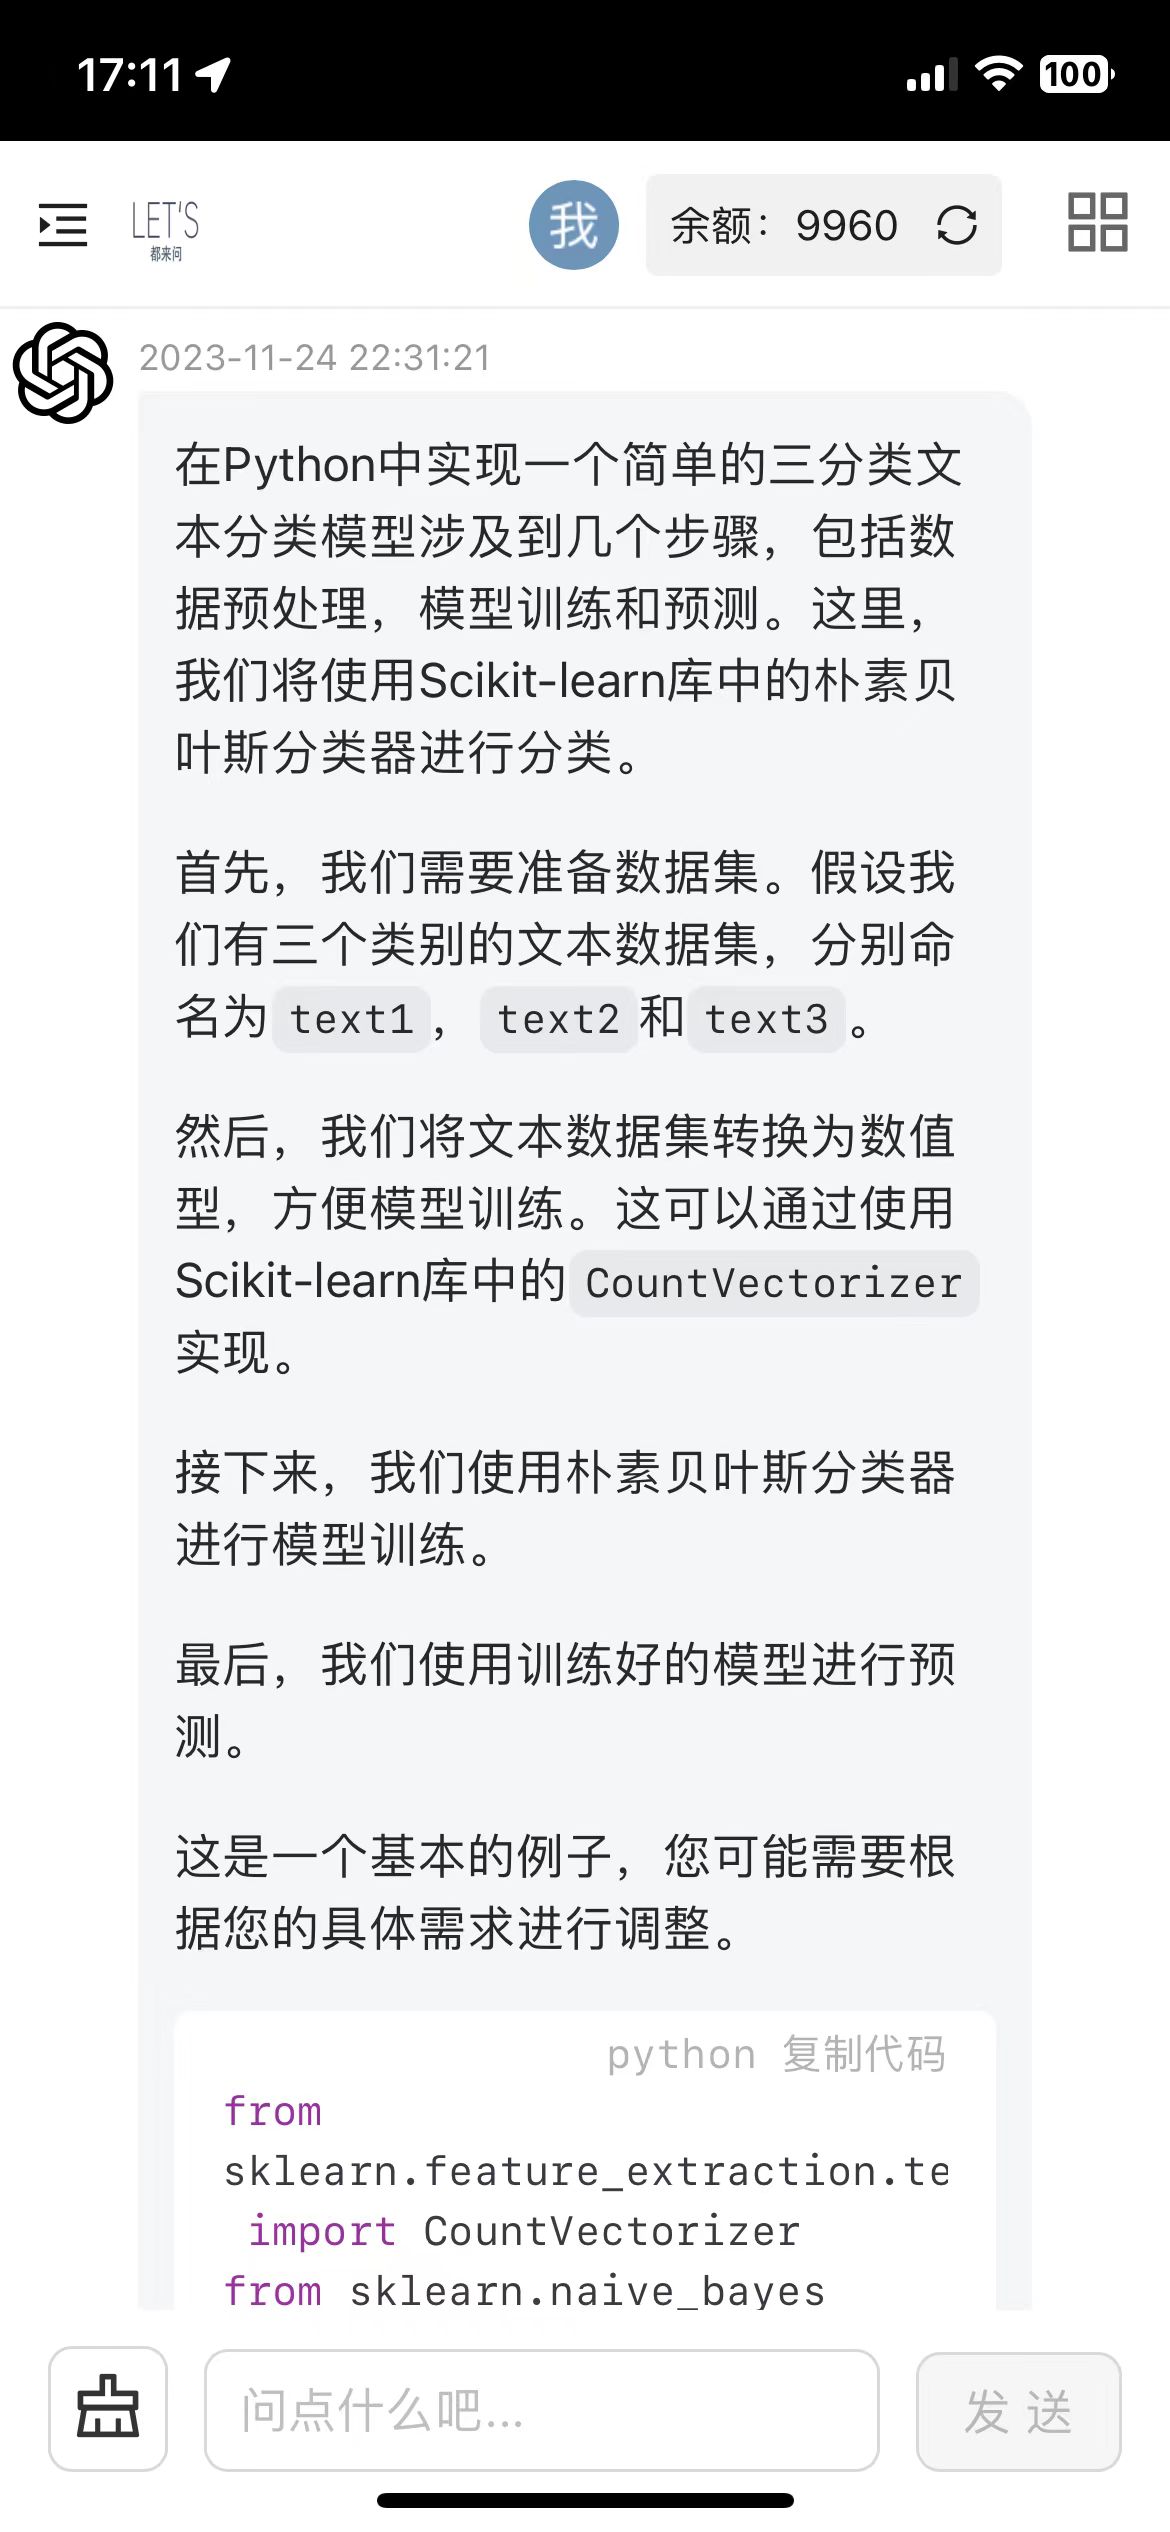 17:11
100
LET'S
都来问
我
余额：9960
2023-11-24 22:31:21
在Python中实现一个简单的三分类文
本分类模型涉及到几个步骤，包括数
据预处理，模型训练和预测。这里，
我们将使用Scikit-learn库中的朴素贝
叶斯分类器进行分类。
首先，我们需要准备数据集。假设我
们有三个类别的文本数据集，分别命
名为 text1，text2 和 text3。
然后，我们将文本数据集转换为数值
型，方便模型训练。这可以通过使用
Scikit-learn库中的 CountVectorizer
实现。
接下来，我们使用朴素贝叶斯分类器
进行模型训练。
最后，我们使用训练好的模型进行预
测。
这是一个基本的例子，您可能需要根
据您的具体需求进行调整。
python 复制代码
from
sklearn.feature_extraction.te
import CountVectorizer
from sklearn.naive_bayes
问点什么吧...
发 送